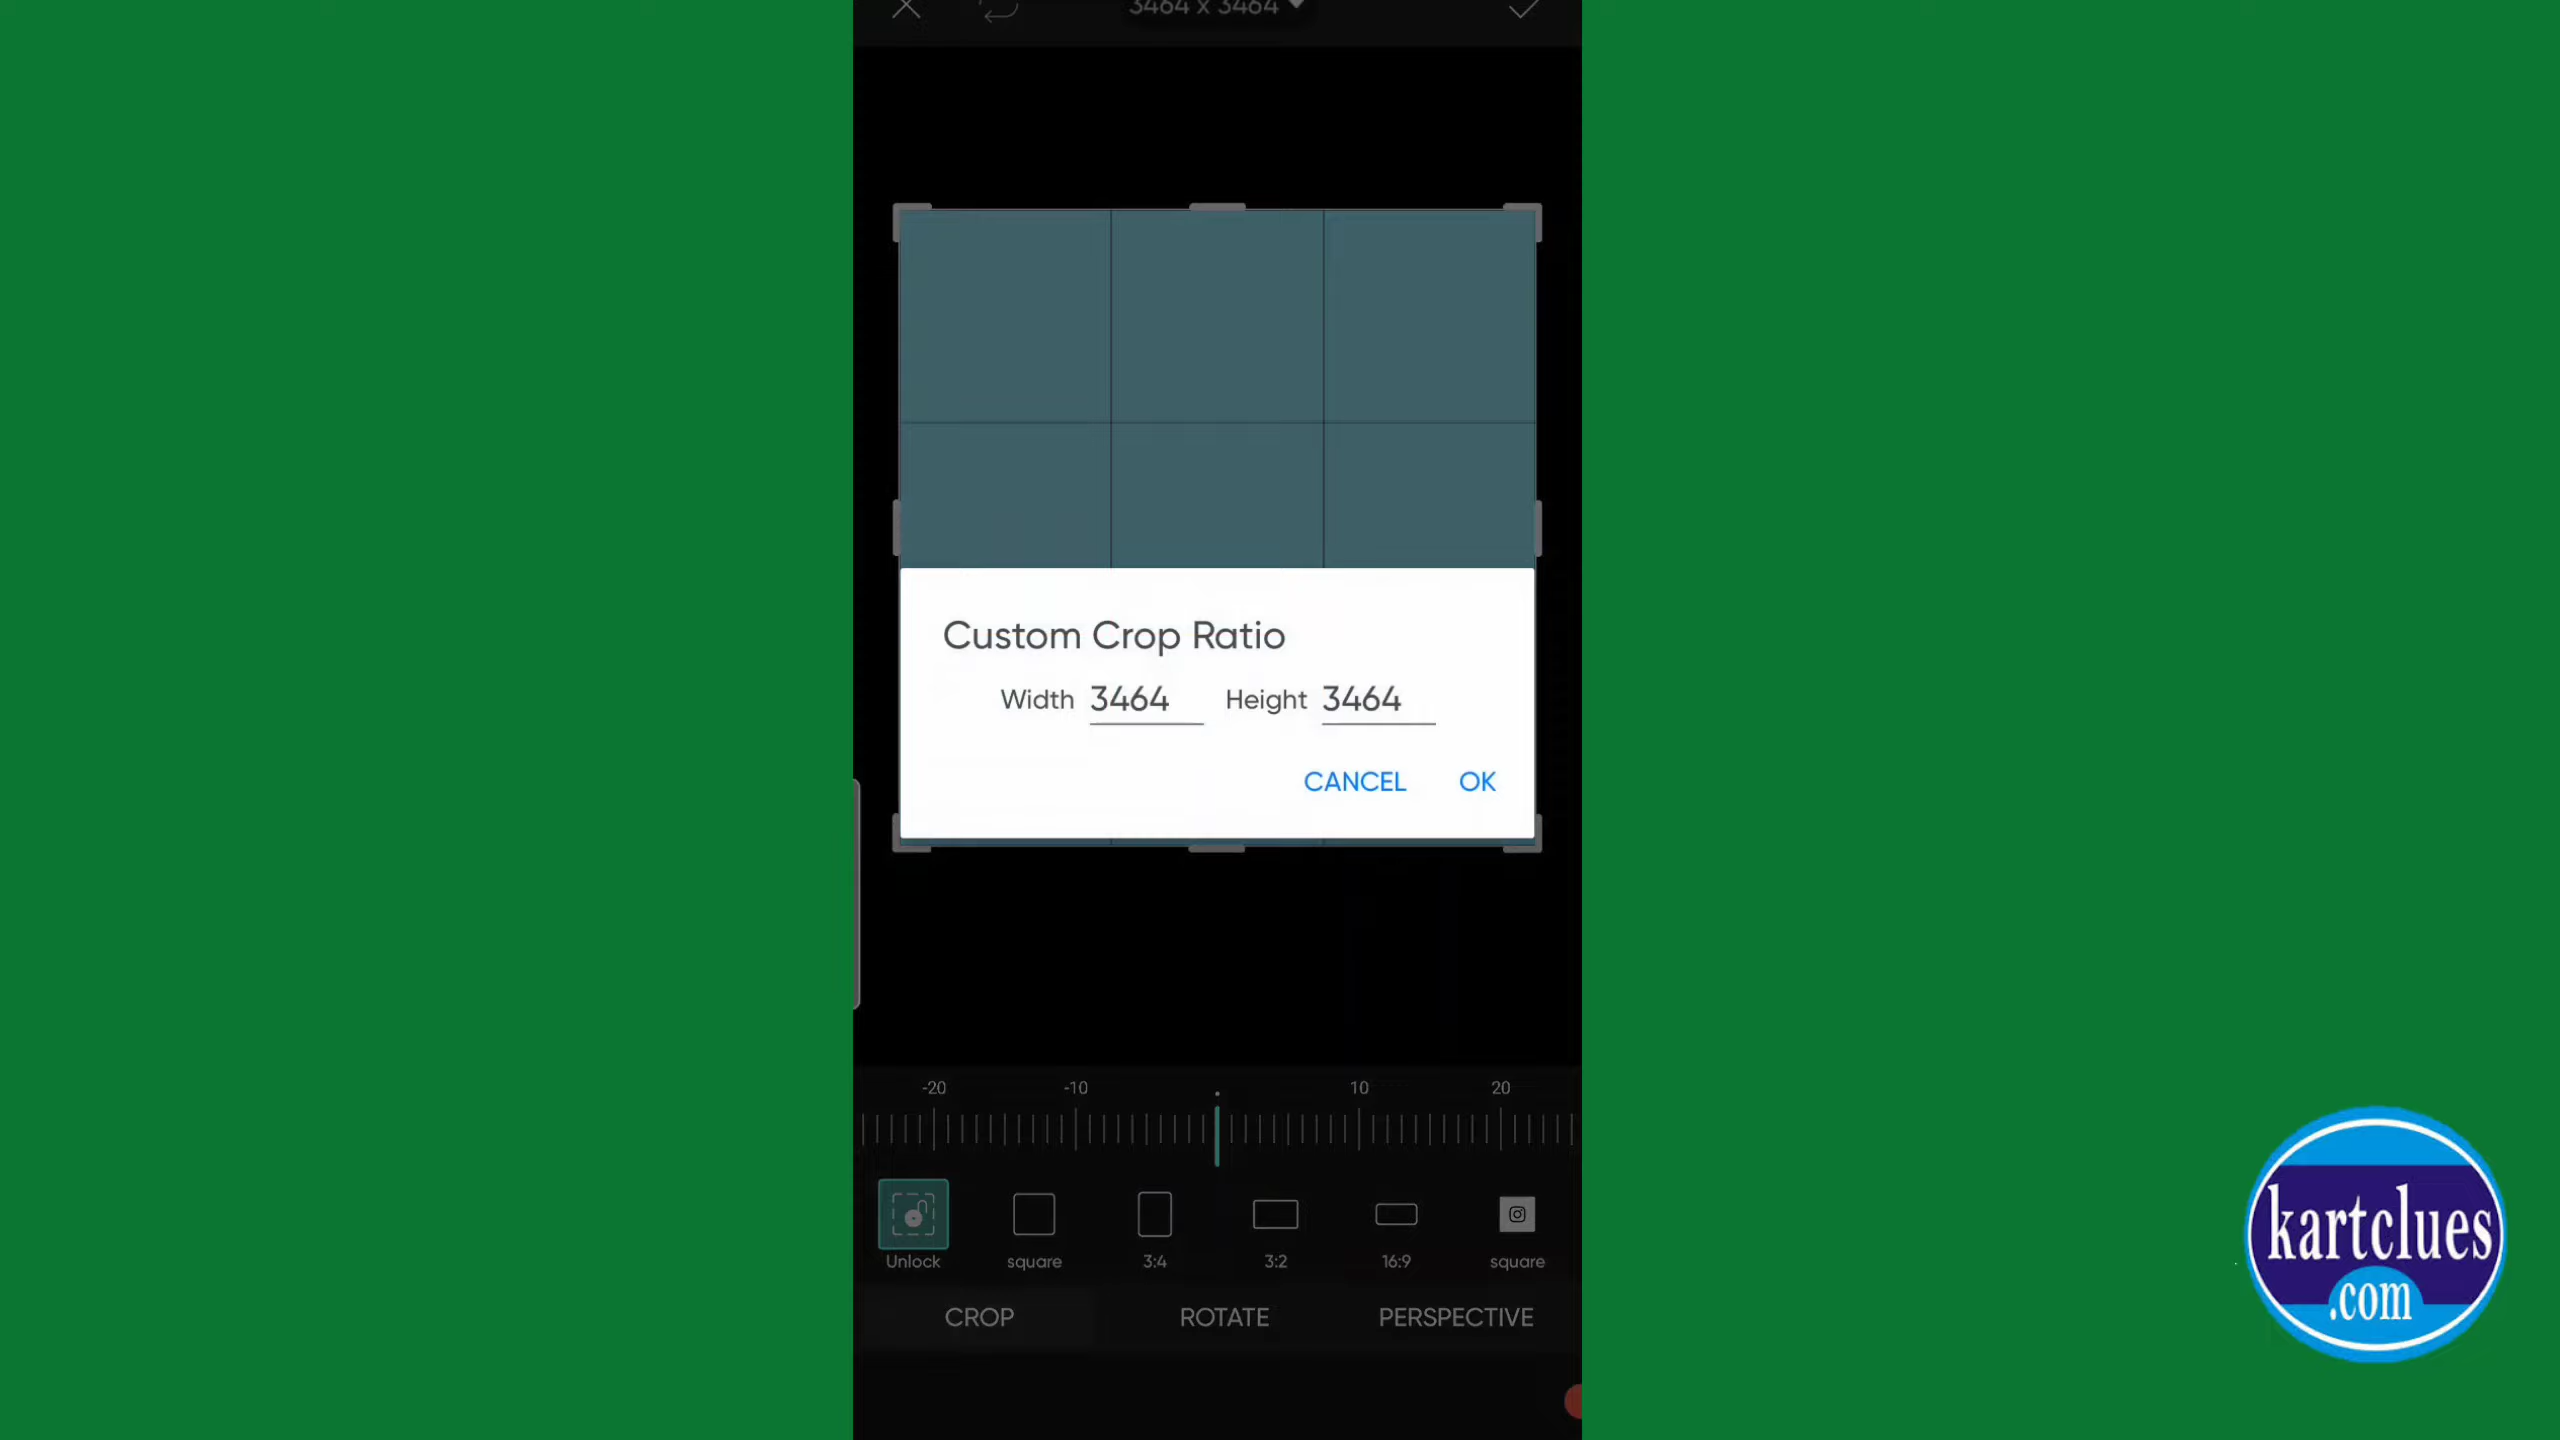 3464 x 3464
Custom Crop Ratio
Width 3464 Height 3464
CANCEL OK
-20 -10 10 20
Unlock square 3:4 3:2 16:9 square
CROP ROTATE PERSPECTIVE
kartclues
.com